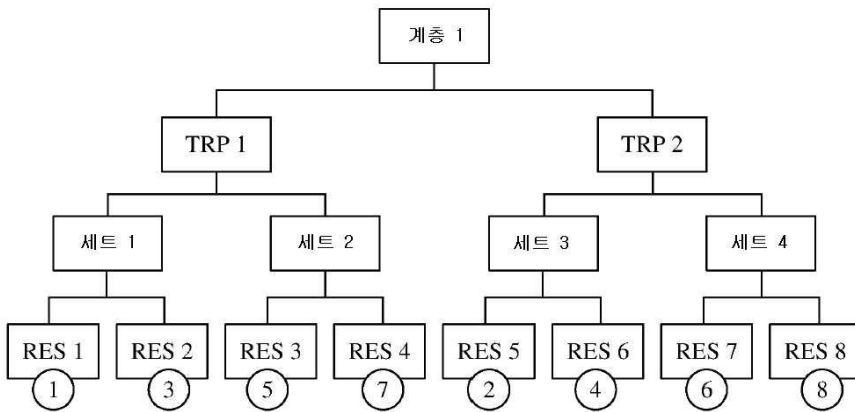 계층 1
TRP 1 TRP 2
세트 1 세트 2 세트 3 세트 4
RES 1 RES 2 RES 3 RES 4 RES 5 RES 6 RES 7 RES 8
1 3 5 7 2 4 6 8